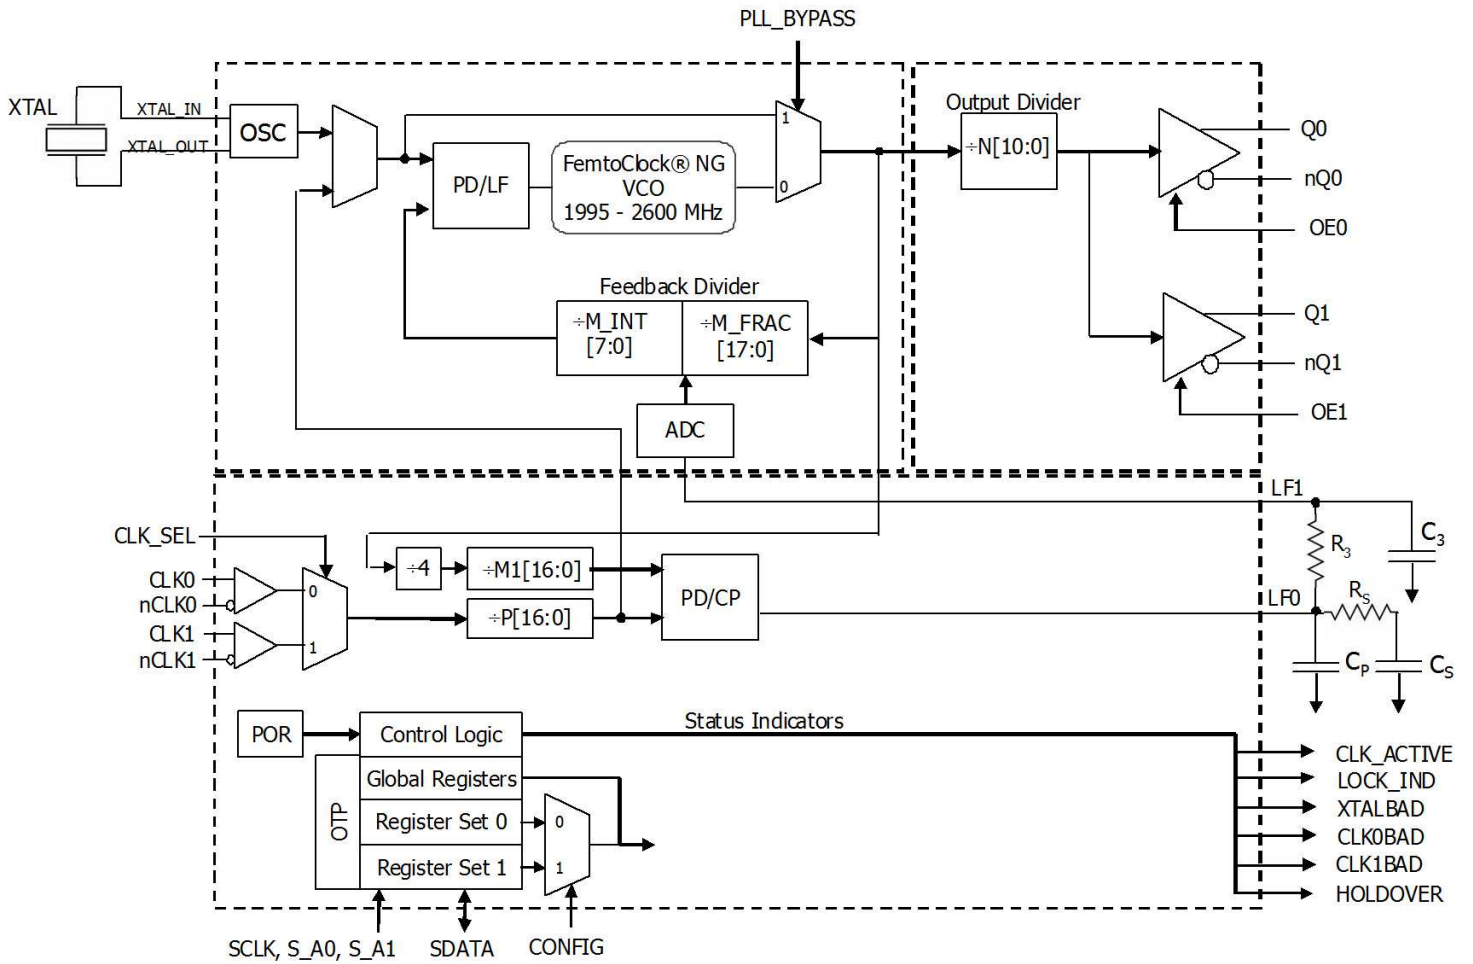 PLL_BYPASS
XTAL
XTAL_IN
XTAL_OUT
OSC
PD/LF
FemtoClock® NG
VCO
1995 - 2600 MHz
1
0
Output Divider
÷N[10:0]
Q0
nQ0
OE0
Feedback Divider
÷M_INT
[7:0]
÷M_FRAC
[17:0]
Q1
nQ1
OE1
ADC
LF1
CLK_SEL
CLK0
nCLK0
CLK1
nCLK1
0
1
÷4
÷M1[16:0]
÷P[16:0]
PD/CP
LF0
R3
C3
RS
CP
CS
POR
Control Logic
Status Indicators
OTP
Global Registers
Register Set 0
Register Set 1
0
1
CLK_ACTIVE
LOCK_IND
XTALBAD
CLK0BAD
CLK1BAD
HOLDOVER
SCLK, S_A0, S_A1
SDATA
CONFIG